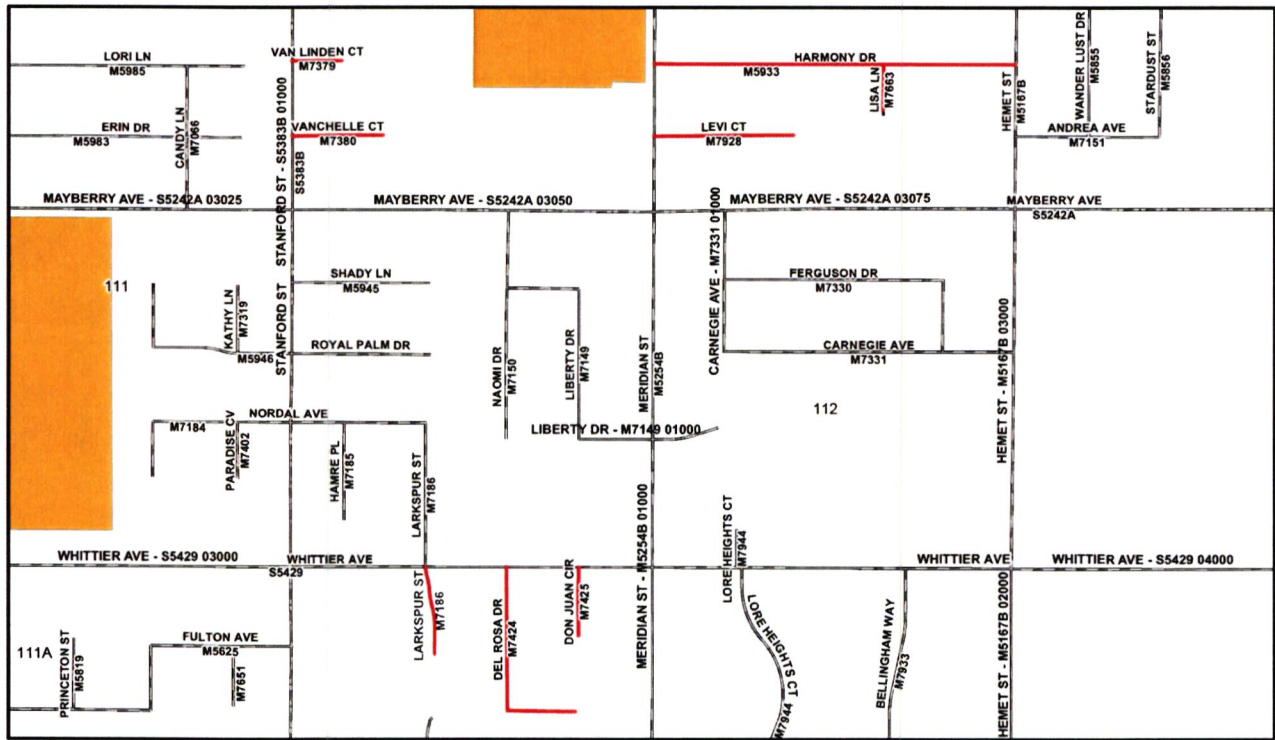 LORI LN
M5985
VAN LINDEN CT
M7379
HARMONY DR
M5933
LISA LN
M7663
HEMET ST
M5167B
WANDER LUST DR
M5855
STARDUST ST
M5856
ERIN DR
M5983
CANDY LN
M7066
STANFORD ST - S5383B 01000
S5383B
VANCHELLE CT
M7380
LEVI CT
M7928
ANDREA AVE
M7151
MAYBERRY AVE - S5242A 03025
MAYBERRY AVE - S5242A 03050
MAYBERRY AVE - S5242A 03075
MAYBERRY AVE
S5242A
111
SHADY LN
M5945
KATHY LN
M7319
STANFORD ST
ROYAL PALM DR
M5946
NAOMI DR
M7150
LIBERTY DR
M7149
MERIDIAN ST
M5254B
CARNEGIE AVE - M7331 01000
FERGUSON DR
M7330
CARNEGIE AVE
M7331
HEMET ST - M5167B 03000
112
NORDAL AVE
M7184
PARADISE CV
M7402
HAMRE PL
M7185
LARKSPUR ST
M7186
LIBERTY DR - M7149 01000
MERIDIAN ST - M5254B 01000
LORE HEIGHTS CT
M7944
WHITTIER AVE - S5429 03000
WHITTIER AVE
S5429
WHITTIER AVE
WHITTIER AVE - S5429 04000
LARKSPUR ST
M7186
DEL ROSA DR
M7424
DON JUAN CIR
M7425
LORE HEIGHTS CT
M7944
BELLINGHAM WAY
M7933
HEMET ST - M5167B 02000
111A
PRINCETON ST
M5819
FULTON AVE
M5625
M7651